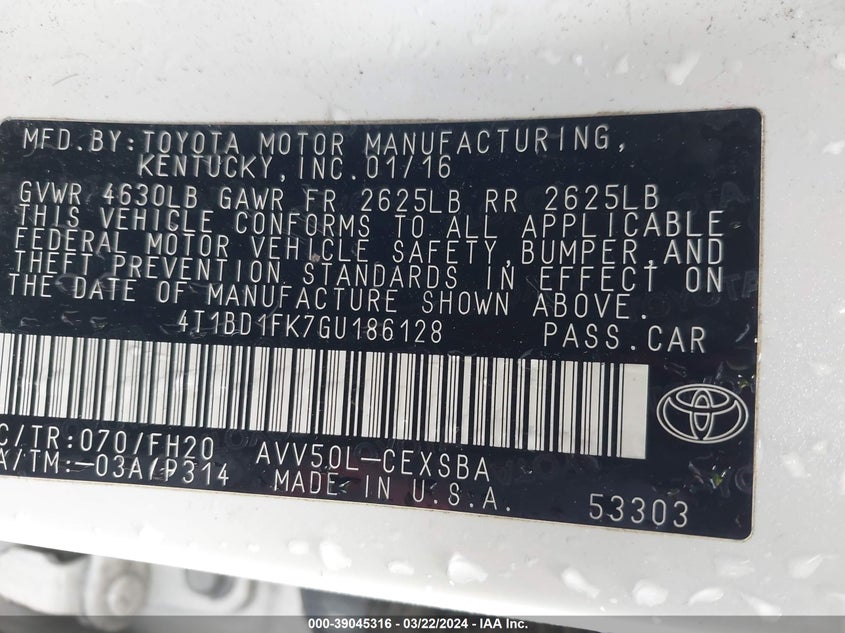 MFD.BY:TOYOTA MOTOR MANUFACTURING,
KENTUCKY,INC.01/16
GVWR 4630LB GAWR FR 2625LB RR 2625LB
THIS VEHICLE CONFORMS TO ALL APPLICABLE
FEDERAL MOTOR VEHICLE SAFETY,BUMPER,AND
THEFT PREVENTION STANDARDS IN EFFECT ON
THE DATE OF MANUFACTURE SHOWN ABOVE.
4T1BD1FK7GU186128 PASS.CAR
C/TR:070/FH20 AVV50L-CEXSBA
A/TM:-03A/P314 MADE IN U.S.A. 53303
000-39045316 - 03/22/2024 - IAA Inc.